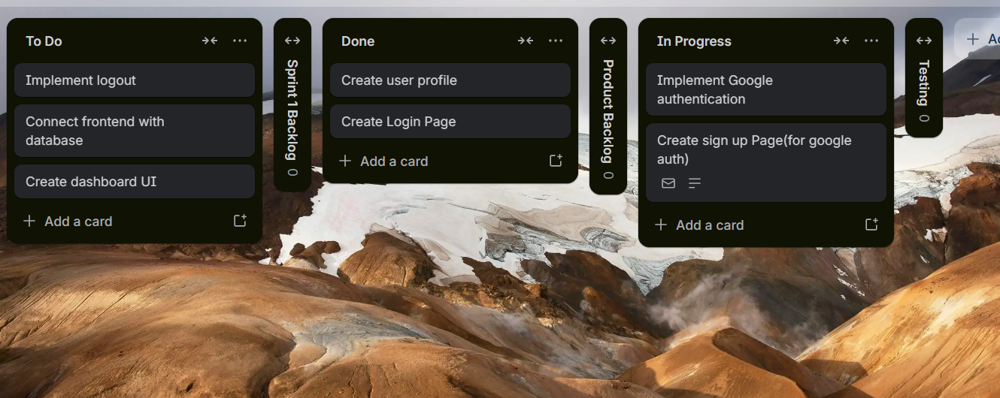 To Do
Implement logout
Connect frontend with
database
Create dashboard UI
Add a card
Sprint 1 Backlog 0
Done
Create user profile
Create Login Page
Add a card
Product Backlog 0
In Progress
Implement Google
authentication
Create sign up Page(for google
auth)
Add a card
Testing 0